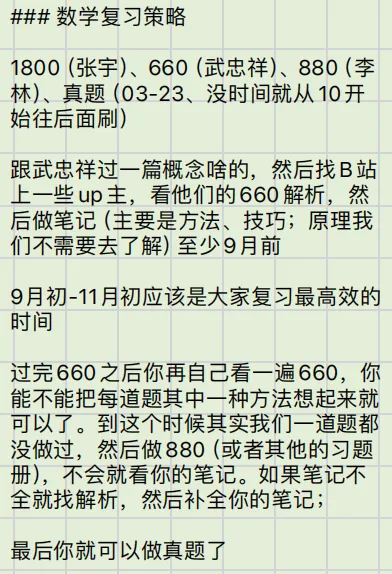 ### 数学复习策略
1800（张宇）、660（武忠祥）、880（李
林）、真题（03-23、没时间就从10开
始往后面刷）
跟武忠祥过一篇概念啥的，然后找B站
上一些up主，看他们的660解析，然
后做笔记（主要是方法、技巧；原理我
们不需要去了解）至少9月前
9月初-11月初应该是大家复习最高效的
时间
过完660之后你再自己看一遍660，你
能不能把每道题其中一种方法想起来就
可以了。到这个时候其实我们一道题都
没做过，然后做880（或者其他的习题
册），不会就看你的笔记。如果笔记不
全就找解析，然后补全你的笔记；
最后你就可以做真题了